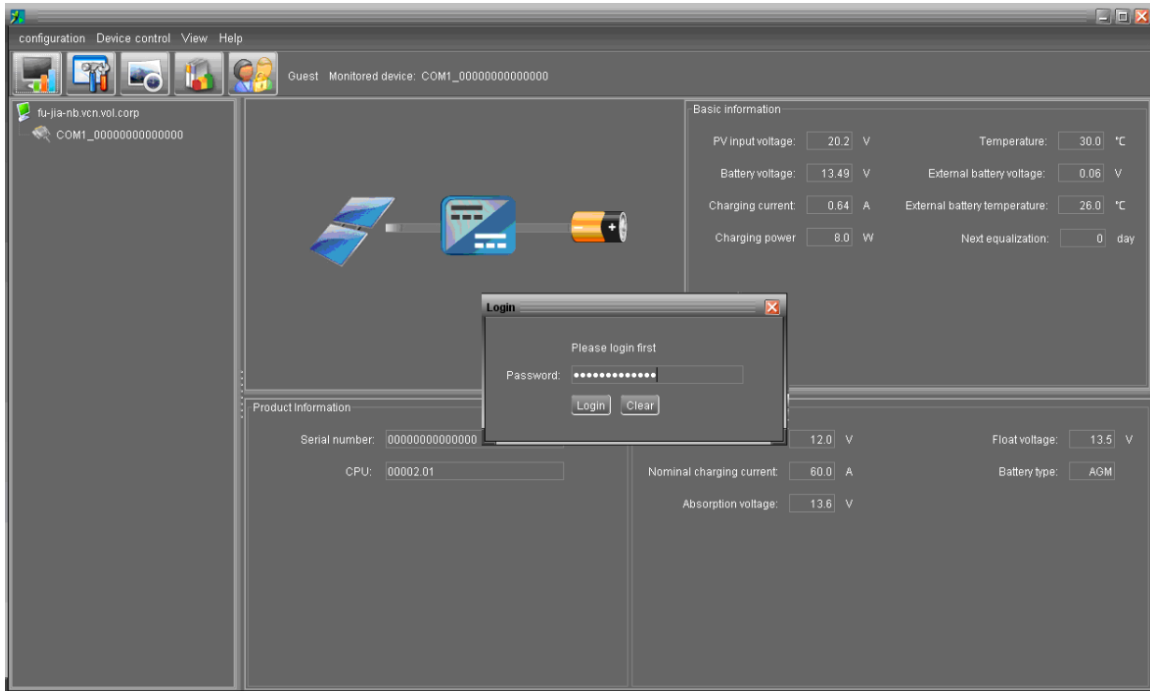 configuration Device control View Help
Guest Monitored device: COM1_00000000000000
fu-jia-nb.vcn.vol.corp
COM1_00000000000000
Basic information
PV input voltage: 20.2 V Temperature: 30.0 °C
Battery voltage: 13.49 V External battery voltage: 0.06 V
Charging current: 0.64 A External battery temperature: 26.0 °C
Charging power 8.0 W Next equalization: 0 day
Login
Please login first
Password: •••••••••••••
Login Clear
Product Information
Serial number: 00000000000000 12.0 V Float voltage: 13.5 V
CPU: 00002.01 Nominal charging current: 60.0 A Battery type: AGM
Absorption voltage: 13.6 V